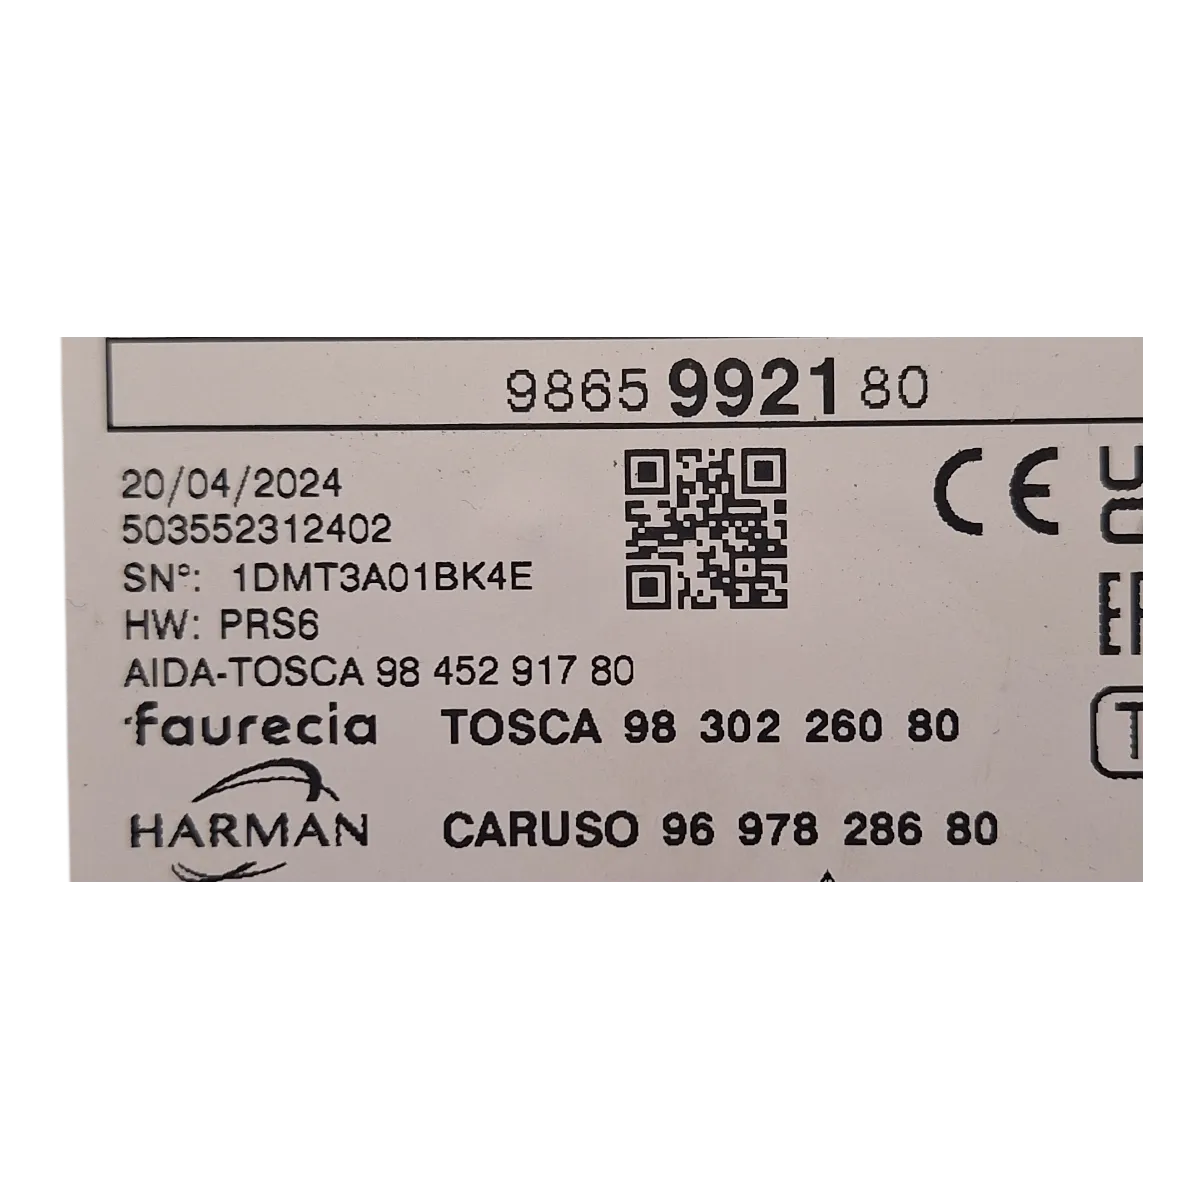 9865 9921 80
20/04/2024
503552312402
SN°: 1DMT3A01BK4E
HW: PRS6
AIDA-TOSCA 98 452 917 80
faurecia TOSCA 98 302 260 80
HARMAN CARUSO 96 978 286 80
CE